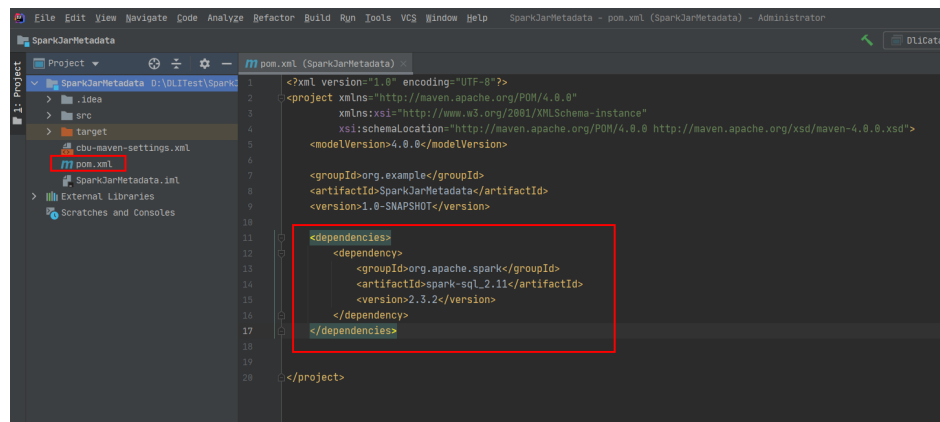 File Edit View Navigate Code Analyze Refactor Build Run Tools VCS Window Help SparkJarMetadata - pom.xml (SparkJarMetadata) - Administrator
SparkJarMetadata
DliCata
1: Project
Project
pom.xml (SparkJarMetadata)
SparkJarMetadata D:\DLITest\SparkJ
.idea
src
target
cbu-maven-settings.xml
pom.xml
SparkJarMetadata.iml
External Libraries
Scratches and Consoles
1 <?xml version="1.0" encoding="UTF-8"?>
2 <project xmlns="http://maven.apache.org/POM/4.0.0"
3 xmlns:xsi="http://www.w3.org/2001/XMLSchema-instance"
4 xsi:schemaLocation="http://maven.apache.org/POM/4.0.0 http://maven.apache.org/xsd/maven-4.0.0.xsd">
5 <modelVersion>4.0.0</modelVersion>
6
7 <groupId>org.example</groupId>
8 <artifactId>SparkJarMetadata</artifactId>
9 <version>1.0-SNAPSHOT</version>
10
11 <dependencies>
12 <dependency>
13 <groupId>org.apache.spark</groupId>
14 <artifactId>spark-sql_2.11</artifactId>
15 <version>2.3.2</version>
16 </dependency>
17 </dependencies>
18
19
20 </project>